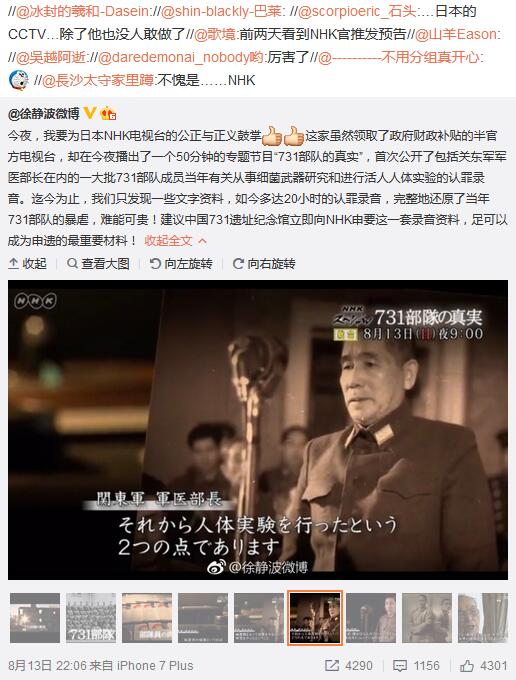 //@冰封的羲和-Dasein://@shin-blackly-巴莱: //@scorpioeric_石头:…日本的
CCTV…除了他也没人敢做了//@歌墙:前两天看到NHK官推发预告//@山羊Eason:
//@吴越阿逝://@daredemonai_nobody哟:厉害了//@----------不用分组真开心:
//@長沙太守家里蹲:不愧是……NHK
@徐静波微博
今夜，我要为日本NHK电视台的公正与正义鼓掌 这家虽然领取了政府财政补贴的半官
方电视台，却在今夜播出了一个50分钟的专题节目“731部队的真实”，首次公开了包括关东军军
医部长在内的一大批731部队成员当年有关从事细菌武器研究和进行活人人体实验的认罪录
音。迄今为止，我们只发现一些文字资料，如今多达20小时的认罪录音，完整地还原了当年
731部队的暴虐，难能可贵！建议中国731遗址纪念馆立即向NHK申要这一套录音资料，足可以
成为申遗的最重要材料！ 收起全文
收起 查看大图 向左旋转 向右旋转
NHK
NHK
スペシャル
731部隊の真実
8月13日(日)夜9:00
関東軍 軍医部長
それから人体実験を行ったという
2つの点であります
@徐静波微博
731部隊
8月13日 22:06 来自 iPhone 7 Plus
4290 1156 4301